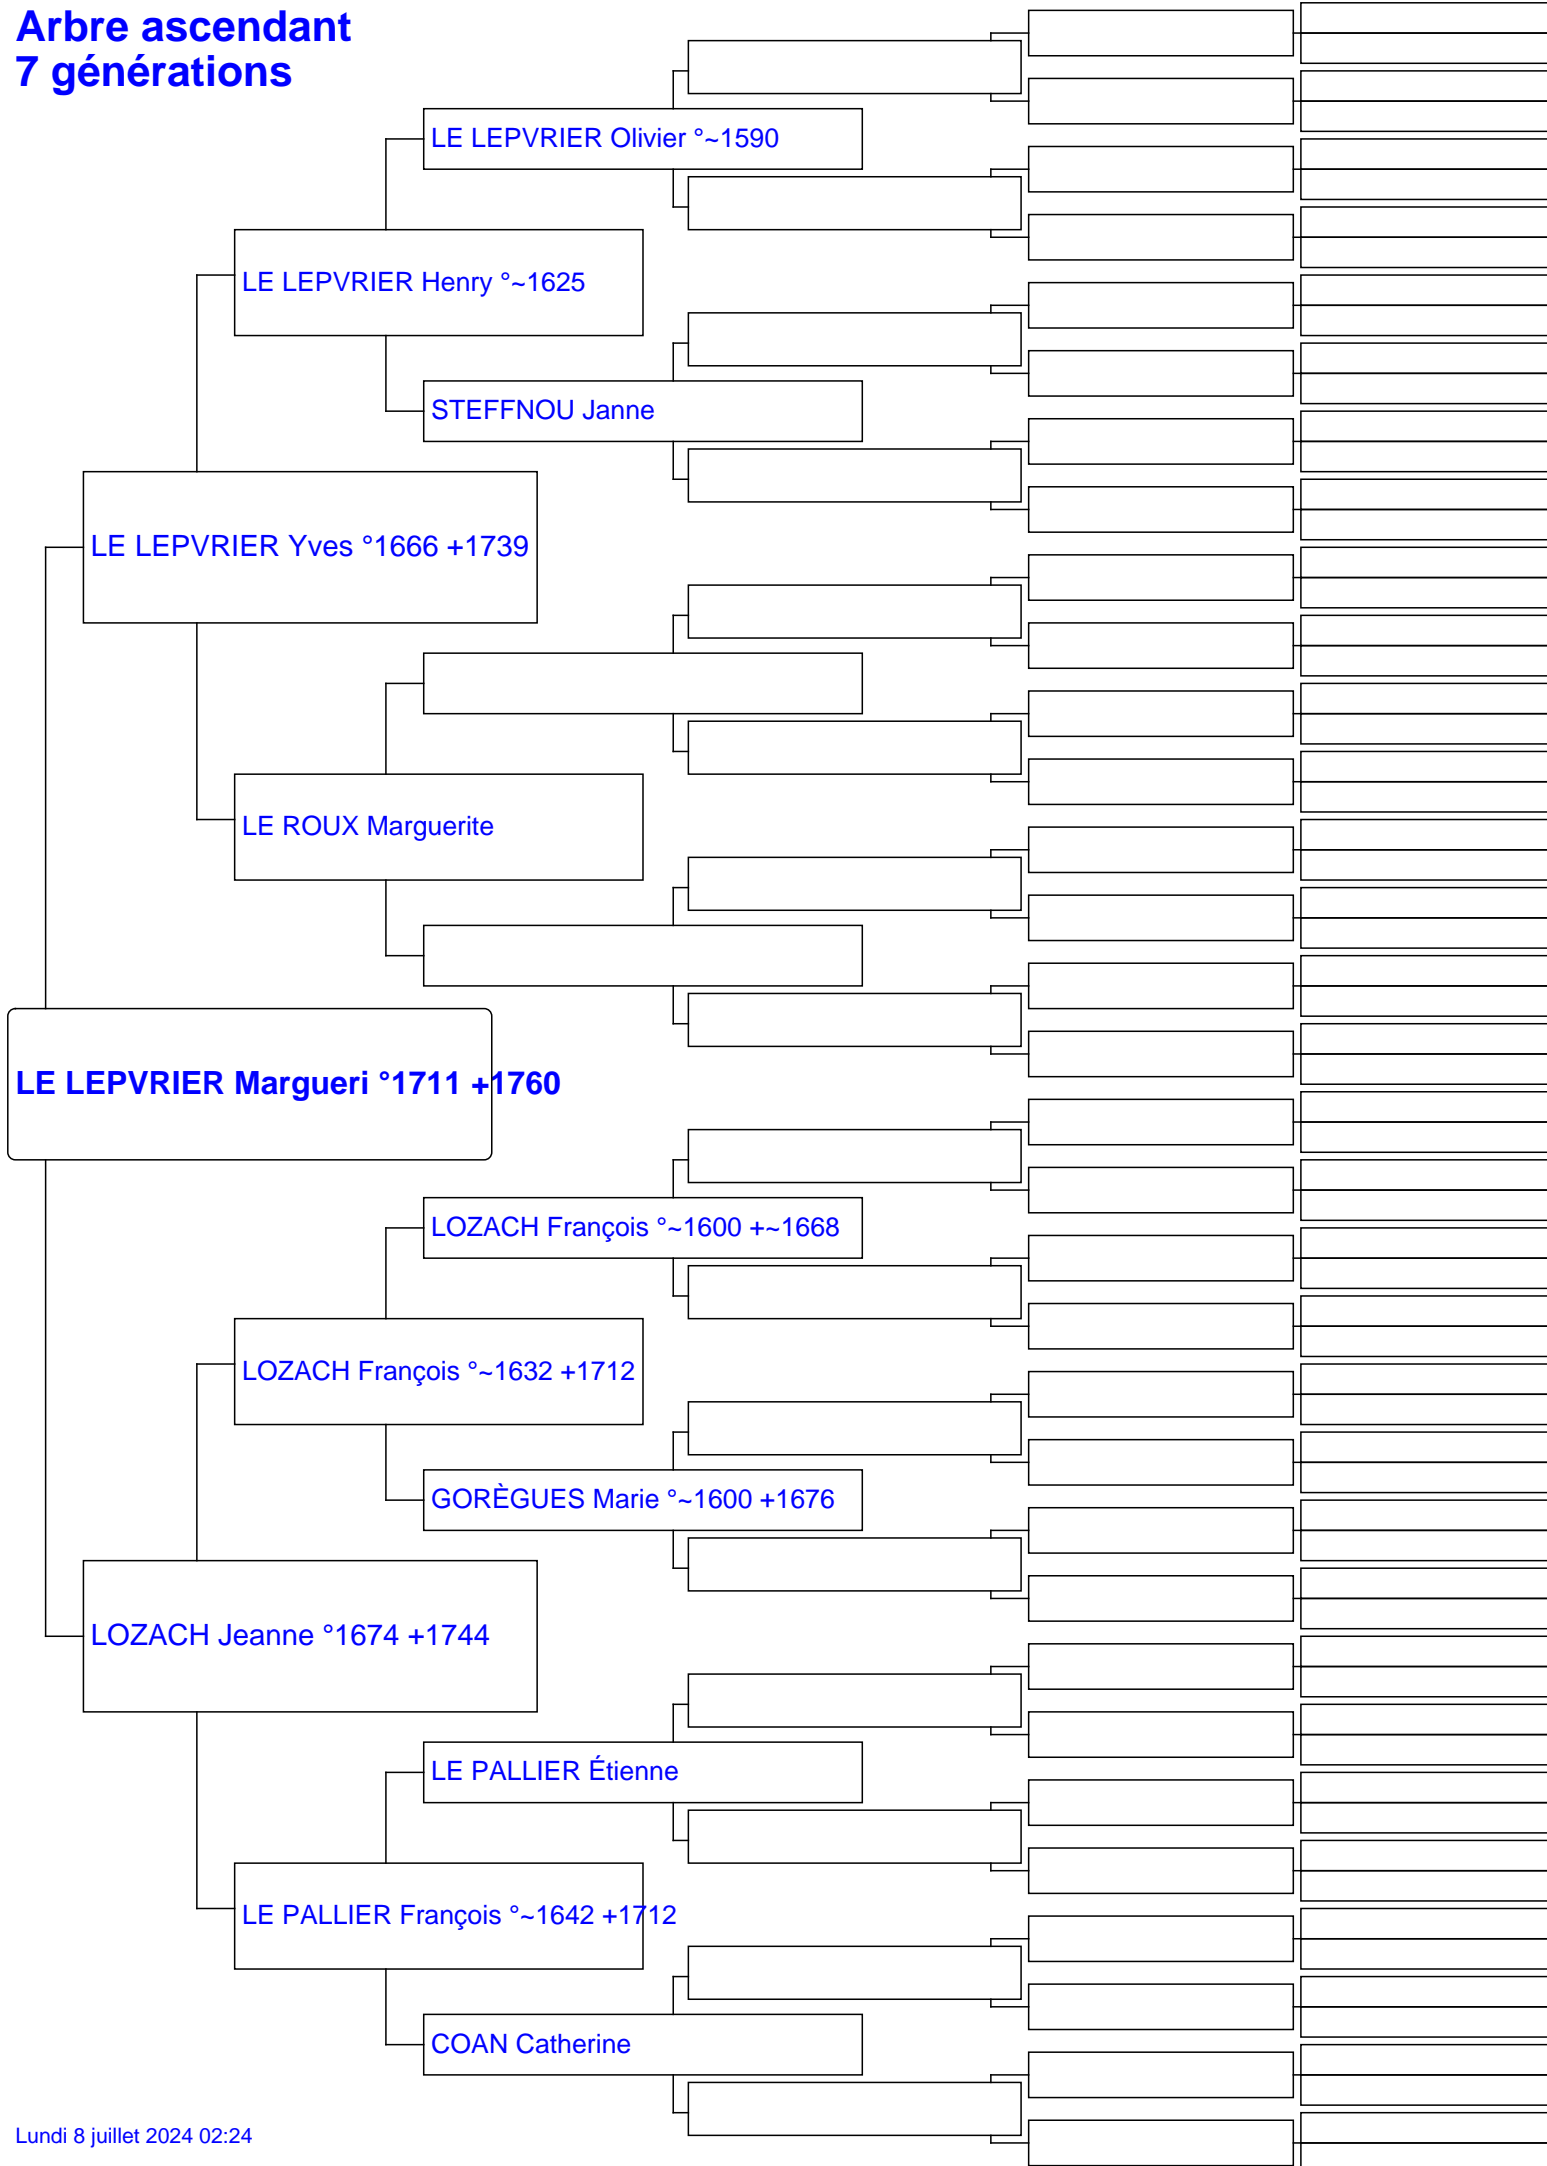 Arbre ascendant
7 générations
LE LEPVRIER Olivier °~1590
LE LEPVRIER Henry °~1625
STEFFNOU Janne
LE LEPVRIER Yves °1666 +1739
LE ROUX Marguerite
LE LEPVRIER Margueri °1711 +1760
LOZACH François °~1600 +~1668
LOZACH François °~1632 +1712
GORÈGUES Marie °~1600 +1676
LOZACH Jeanne °1674 +1744
LE PALLIER Étienne
LE PALLIER François °~1642 +1712
COAN Catherine
Lundi 8 juillet 2024 02:24